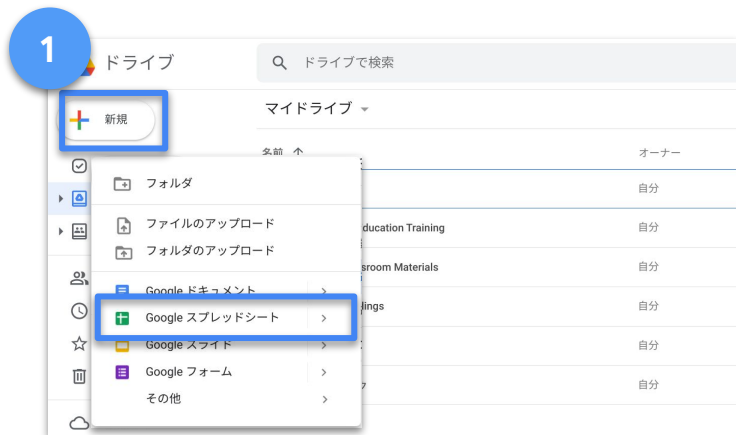 1
ドライブ
ドライブで検索
新規
マイドライブ
名前 オーナー
フォルダ
自分
ファイルのアップロード
ducation Training 自分
フォルダのアップロード
sroom Materials 自分
Google ドキュメント
lings 自分
Google スプレッドシート
Google スライド
自分
Google フォーム
自分
その他